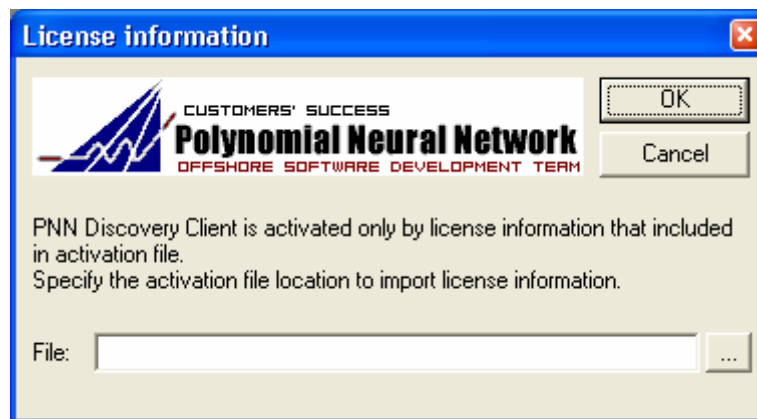 License information
CUSTOMERS' SUCCESS
Polynomial Neural Network
OFFSHORE SOFTWARE DEVELOPMENT TEAM
OK
Cancel
PNN Discovery Client is activated only by license information that included
in activation file.
Specify the activation file location to import license information.
File:
...